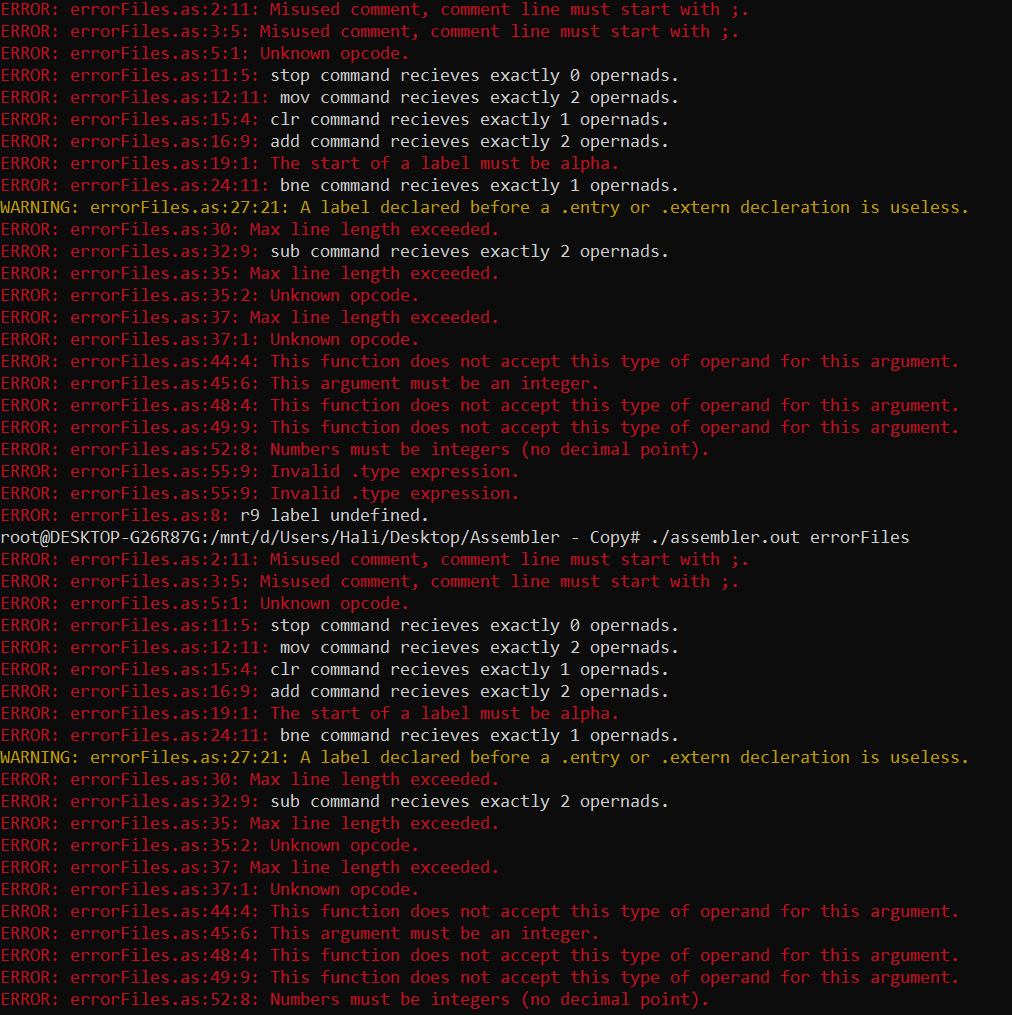 ERROR: errorFiles.as:2:11: Misused comment, comment line must start with ;.
ERROR: errorFiles.as:3:5: Misused comment, comment line must start with ;.
ERROR: errorFiles.as:5:1: Unknown opcode.
ERROR: errorFiles.as:11:5: stop command recieves exactly 0 opernads.
ERROR: errorFiles.as:12:11: mov command recieves exactly 2 opernads.
ERROR: errorFiles.as:15:4: clr command recieves exactly 1 opernads.
ERROR: errorFiles.as:16:9: add command recieves exactly 2 opernads.
ERROR: errorFiles.as:19:1: The start of a label must be alpha.
ERROR: errorFiles.as:24:11: bne command recieves exactly 1 opernads.
WARNING: errorFiles.as:27:21: A label declared before a .entry or .extern decleration is useless.
ERROR: errorFiles.as:30: Max line length exceeded.
ERROR: errorFiles.as:32:9: sub command recieves exactly 2 opernads.
ERROR: errorFiles.as:35: Max line length exceeded.
ERROR: errorFiles.as:35:2: Unknown opcode.
ERROR: errorFiles.as:37: Max line length exceeded.
ERROR: errorFiles.as:37:1: Unknown opcode.
ERROR: errorFiles.as:44:4: This function does not accept this type of operand for this argument.
ERROR: errorFiles.as:45:6: This argument must be an integer.
ERROR: errorFiles.as:48:4: This function does not accept this type of operand for this argument.
ERROR: errorFiles.as:49:9: This function does not accept this type of operand for this argument.
ERROR: errorFiles.as:52:8: Numbers must be integers (no decimal point).
ERROR: errorFiles.as:55:9: Invalid .type expression.
ERROR: errorFiles.as:55:9: Invalid .type expression.
ERROR: errorFiles.as:8: r9 label undefined.
root@DESKTOP-G26R87G:/mnt/d/Users/Hali/Desktop/Assembler - Copy# ./assembler.out errorFiles
ERROR: errorFiles.as:2:11: Misused comment, comment line must start with ;.
ERROR: errorFiles.as:3:5: Misused comment, comment line must start with ;.
ERROR: errorFiles.as:5:1: Unknown opcode.
ERROR: errorFiles.as:11:5: stop command recieves exactly 0 opernads.
ERROR: errorFiles.as:12:11: mov command recieves exactly 2 opernads.
ERROR: errorFiles.as:15:4: clr command recieves exactly 1 opernads.
ERROR: errorFiles.as:16:9: add command recieves exactly 2 opernads.
ERROR: errorFiles.as:19:1: The start of a label must be alpha.
ERROR: errorFiles.as:24:11: bne command recieves exactly 1 opernads.
WARNING: errorFiles.as:27:21: A label declared before a .entry or .extern decleration is useless.
ERROR: errorFiles.as:30: Max line length exceeded.
ERROR: errorFiles.as:32:9: sub command recieves exactly 2 opernads.
ERROR: errorFiles.as:35: Max line length exceeded.
ERROR: errorFiles.as:35:2: Unknown opcode.
ERROR: errorFiles.as:37: Max line length exceeded.
ERROR: errorFiles.as:37:1: Unknown opcode.
ERROR: errorFiles.as:44:4: This function does not accept this type of operand for this argument.
ERROR: errorFiles.as:45:6: This argument must be an integer.
ERROR: errorFiles.as:48:4: This function does not accept this type of operand for this argument.
ERROR: errorFiles.as:49:9: This function does not accept this type of operand for this argument.
ERROR: errorFiles.as:52:8: Numbers must be integers (no decimal point).